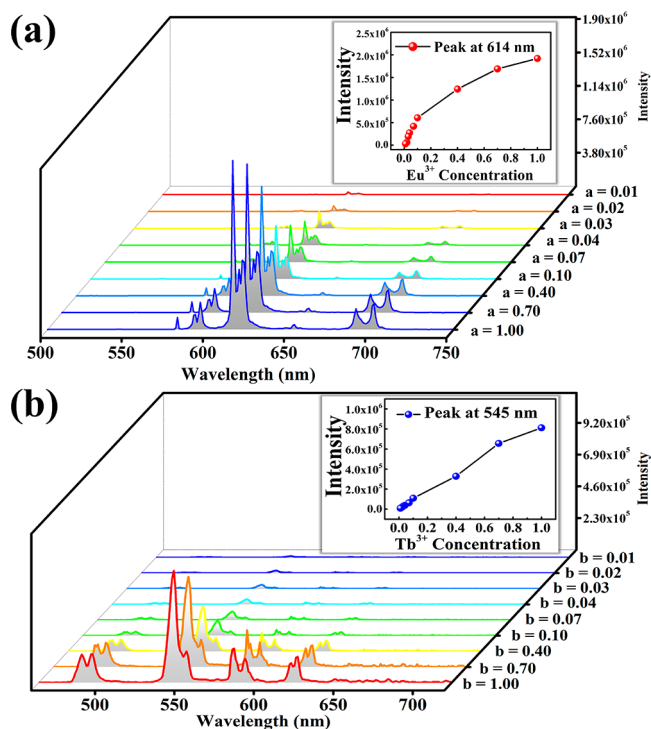 (a)
1.90x10⁶
1.52x10⁶
1.14x10⁶
7.60x10⁵
3.80x10⁵
Intensity
2.5x10⁶
2.0x10⁶
1.5x10⁶
1.0x10⁶
5.0x10⁵
0.0
Intensity
Peak at 614 nm
0.0 0.2 0.4 0.6 0.8 1.0
Eu³⁺ Concentration
a = 0.01
a = 0.02
a = 0.03
a = 0.04
a = 0.07
a = 0.10
a = 0.40
a = 0.70
a = 1.00
500 550 600 650 700 750
Wavelength (nm)
(b)
9.20x10⁵
6.90x10⁵
4.60x10⁵
2.30x10⁵
Intensity
1.0x10⁶
8.0x10⁵
6.0x10⁵
4.0x10⁵
2.0x10⁵
0.0
Intensity
Peak at 545 nm
0.0 0.2 0.4 0.6 0.8 1.0
Tb³⁺ Concentration
b = 0.01
b = 0.02
b = 0.03
b = 0.04
b = 0.07
b = 0.10
b = 0.40
b = 0.70
b = 1.00
500 550 600 650 700
Wavelength (nm)